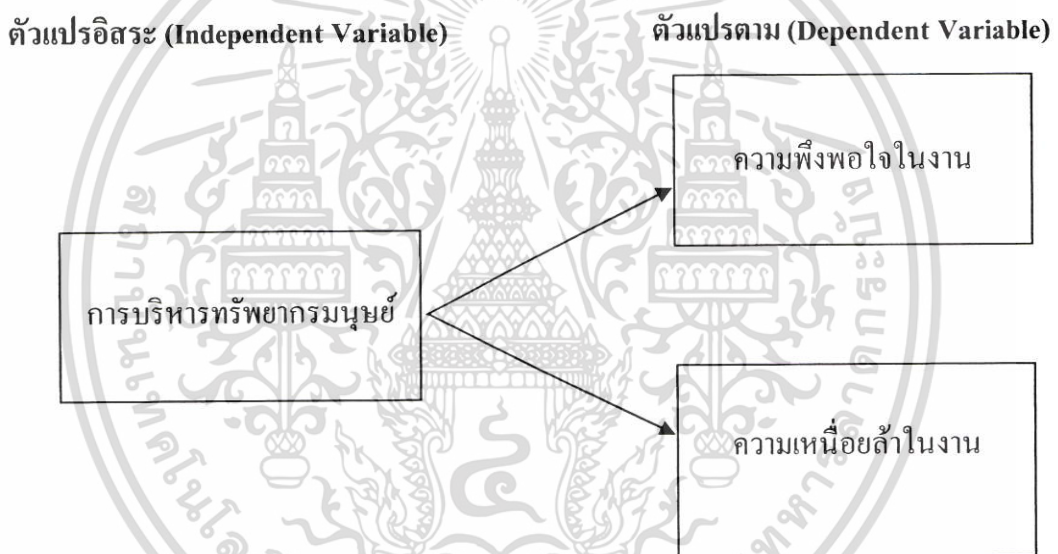 ตัวแปรอิสระ (Independent Variable)
ตัวแปรตาม (Dependent Variable)
ความพึงพอใจในงาน
การบริหารทรัพยากรมนุษย์
ความเหนื่อยล้าในงาน